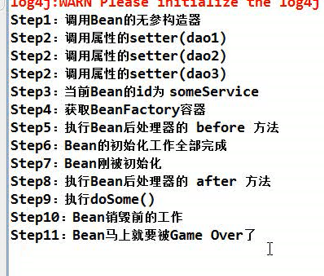 log4j:WARN Please initialize the log4j
Step1：调用Bean的无参构造器
Step2：调用属性的setter(dao1)
Step2：调用属性的setter(dao2)
Step2：调用属性的setter(dao3)
Step3：当前Bean的id为 someService
Step4：获取BeanFactory容器
Step5：执行Bean后处理器的 before 方法
Step6：Bean的初始化工作全部完成
Step7：Bean刚被初始化
Step8：执行Bean后处理器的 after 方法
Step9：执行doSome()
Step10：Bean销毁前的工作
Step11：Bean马上就要被Game Over了